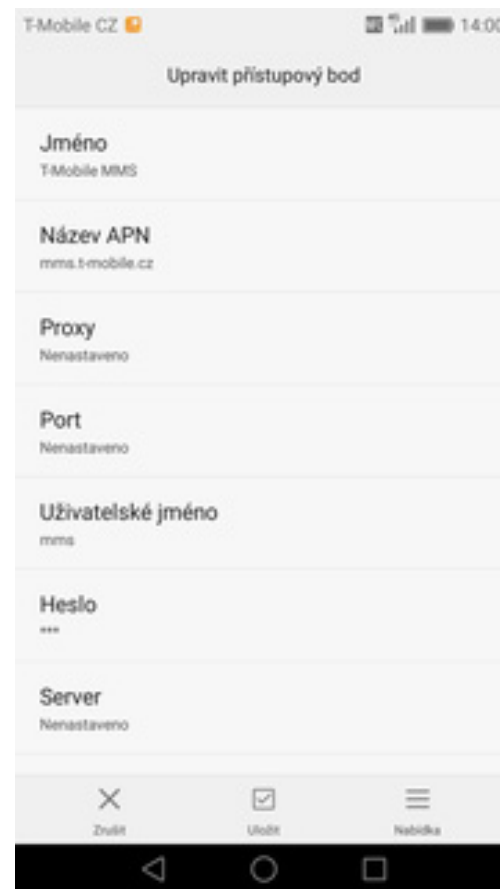 T-Mobile CZ 14:00
Upravit přístupový bod
Jméno
T-Mobile MMS
Název APN
mms.t-mobile.cz
Proxy
Nenastaveno
Port
Nenastaveno
Uživatelské jméno
mms
Heslo
***
Server
Nenastaveno
Zrušit Uložit Nabídka